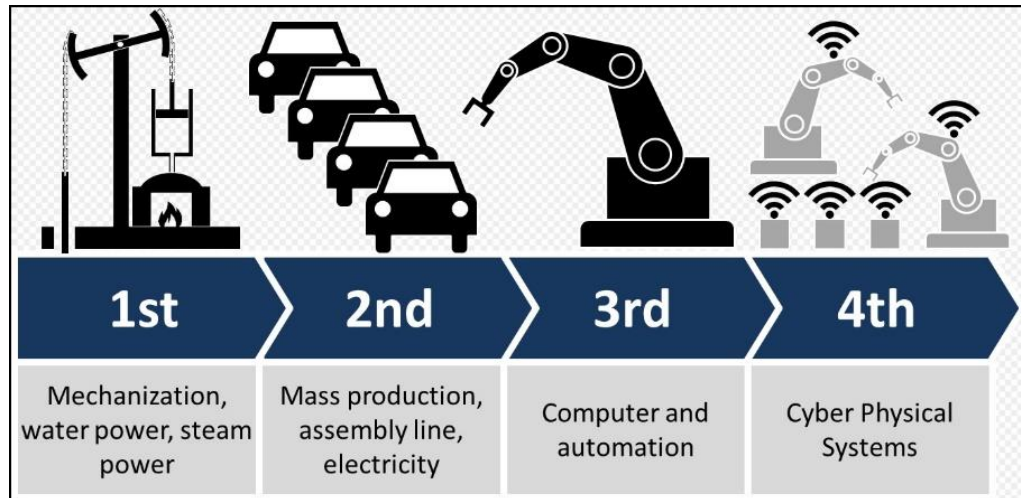 1st
2nd
3rd
4th
Mechanization,
water power, steam
power
Mass production,
assembly line,
electricity
Computer and
automation
Cyber Physical
Systems